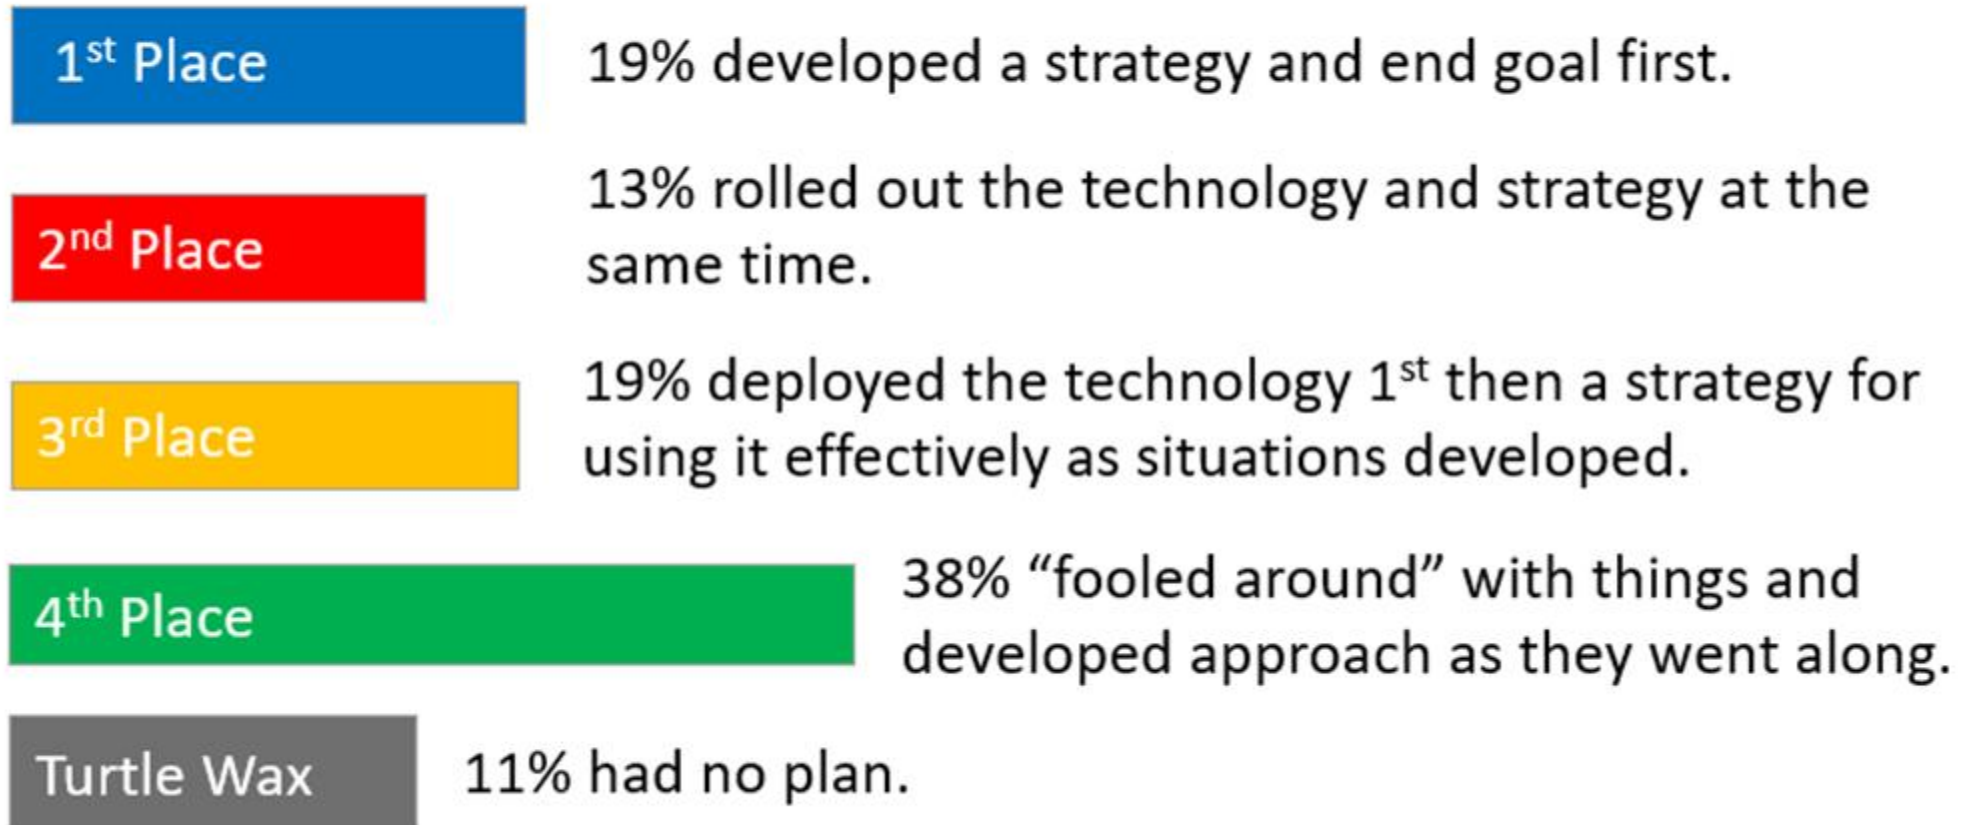 1st Place
19% developed a strategy and end goal first.
2nd Place
13% rolled out the technology and strategy at the
same time.
3rd Place
19% deployed the technology 1st then a strategy for
using it effectively as situations developed.
4th Place
38% “fooled around” with things and
developed approach as they went along.
Turtle Wax
11% had no plan.